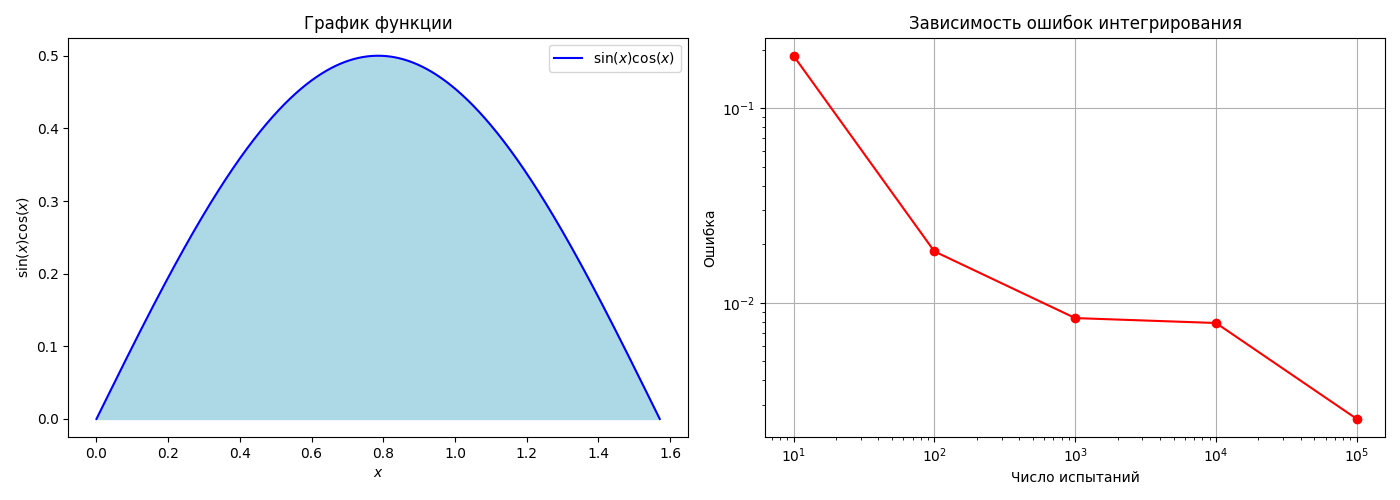 График функции
sin(x)cos(x)
sin(x)cos(x)
0.5
0.4
0.3
0.2
0.1
0.0
0.0 0.2 0.4 0.6 0.8 1.0 1.2 1.4 1.6
x
Зависимость ошибок интегрирования
Ошибка
10⁻¹
10⁻²
10¹ 10² 10³ 10⁴ 10⁵
Число испытаний